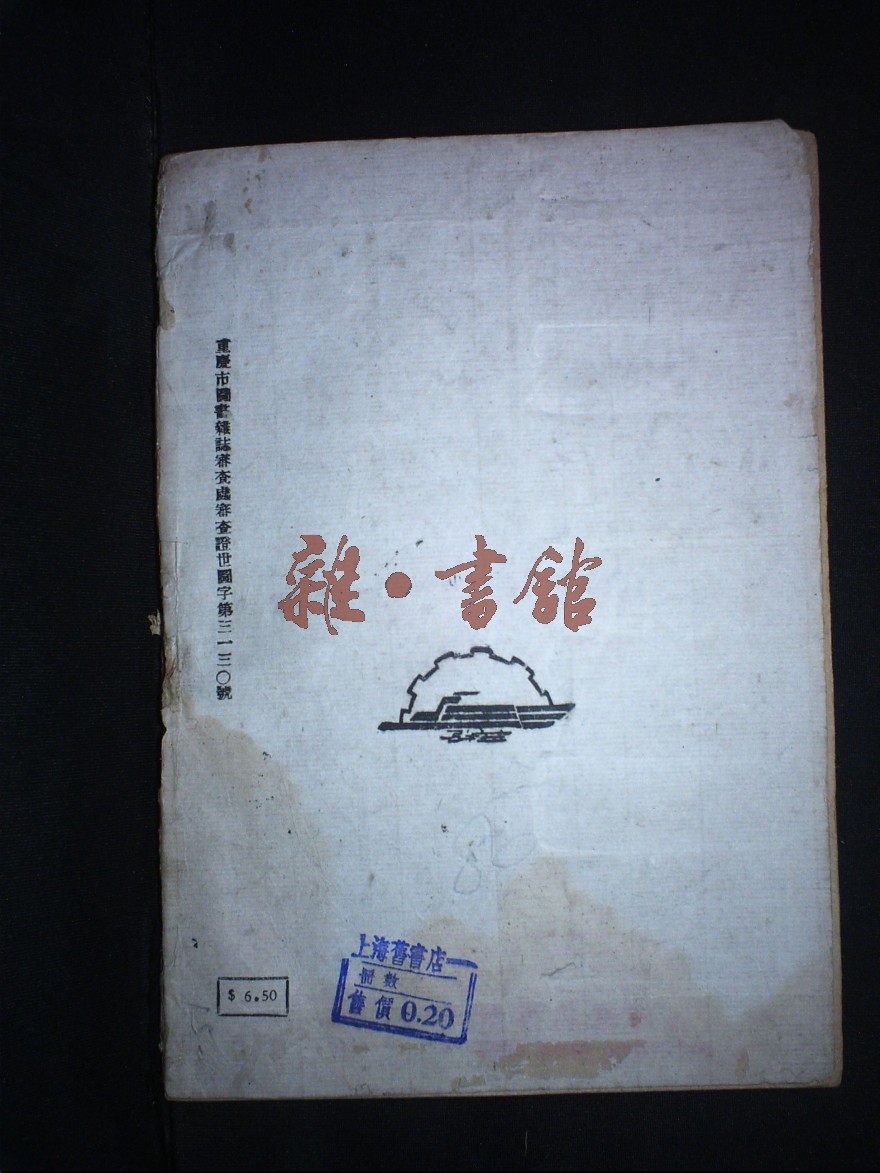 重慶市圖書雜誌審查處審查證世圖字第三一三〇號
雜·書館
$ 6.50
上海舊書店
冊數
舊價 0.20